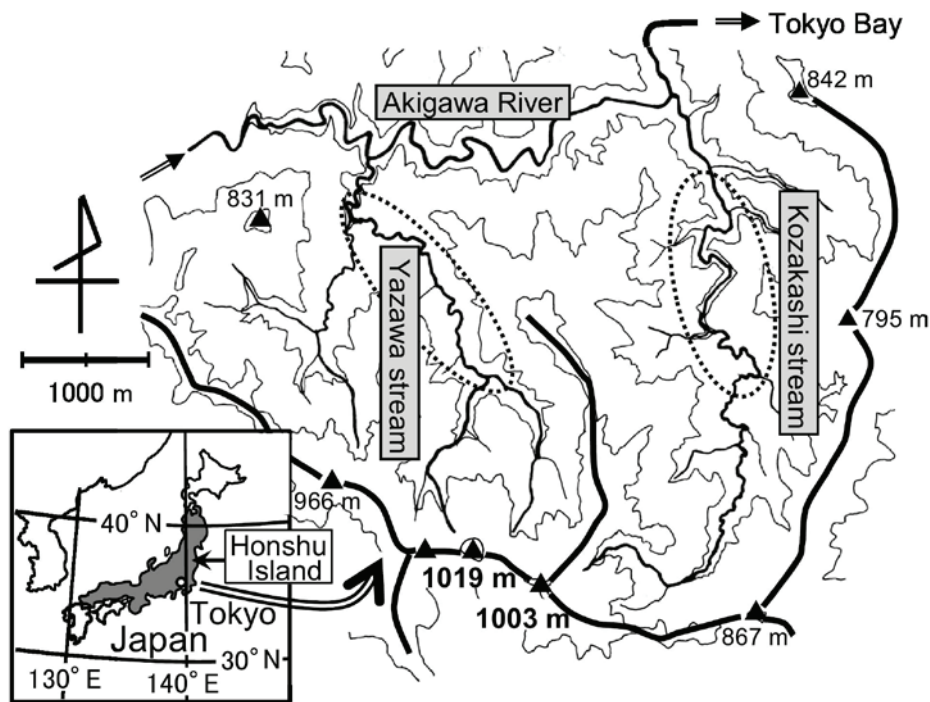 Tokyo Bay
842 m
Akigawa River
831 m
Yazawa stream
Kozakashi stream
795 m
1000 m
966 m
1019 m
1003 m
867 m
40° N
Honshu
Island
Tokyo
Japan
30° N
130° E
140° E